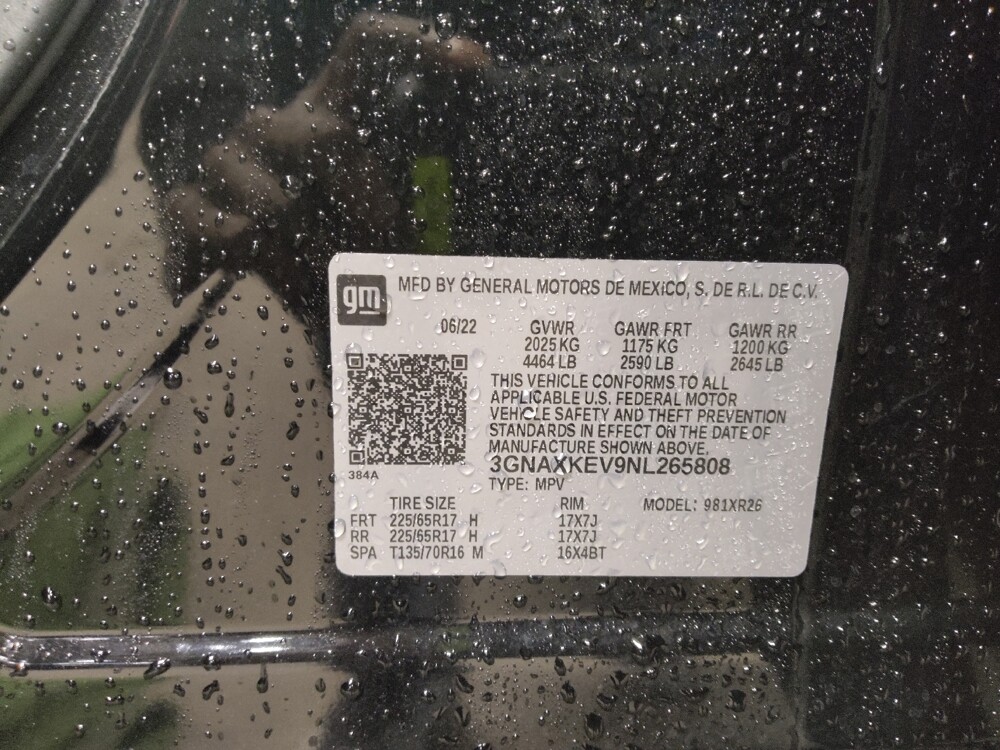 gm MFD BY GENERAL MOTORS DE MEXICO, S. DE R.L. DE C.V.
06/22 GVWR GAWR FRT GAWR RR
2025 KG 1175 KG 1200 KG
4464 LB 2590 LB 2645 LB
THIS VEHICLE CONFORMS TO ALL
APPLICABLE U.S. FEDERAL MOTOR
VEHICLE SAFETY AND THEFT PREVENTION
STANDARDS IN EFFECT ON THE DATE OF
MANUFACTURE SHOWN ABOVE.
3GNAXKEV9NL265808
384A
TYPE: MPV
TIRE SIZE RIM MODEL: 981XR26
FRT 225/65R17 H 17X7J
RR 225/65R17 H 17X7J
SPA T135/70R16 M 16X4BT